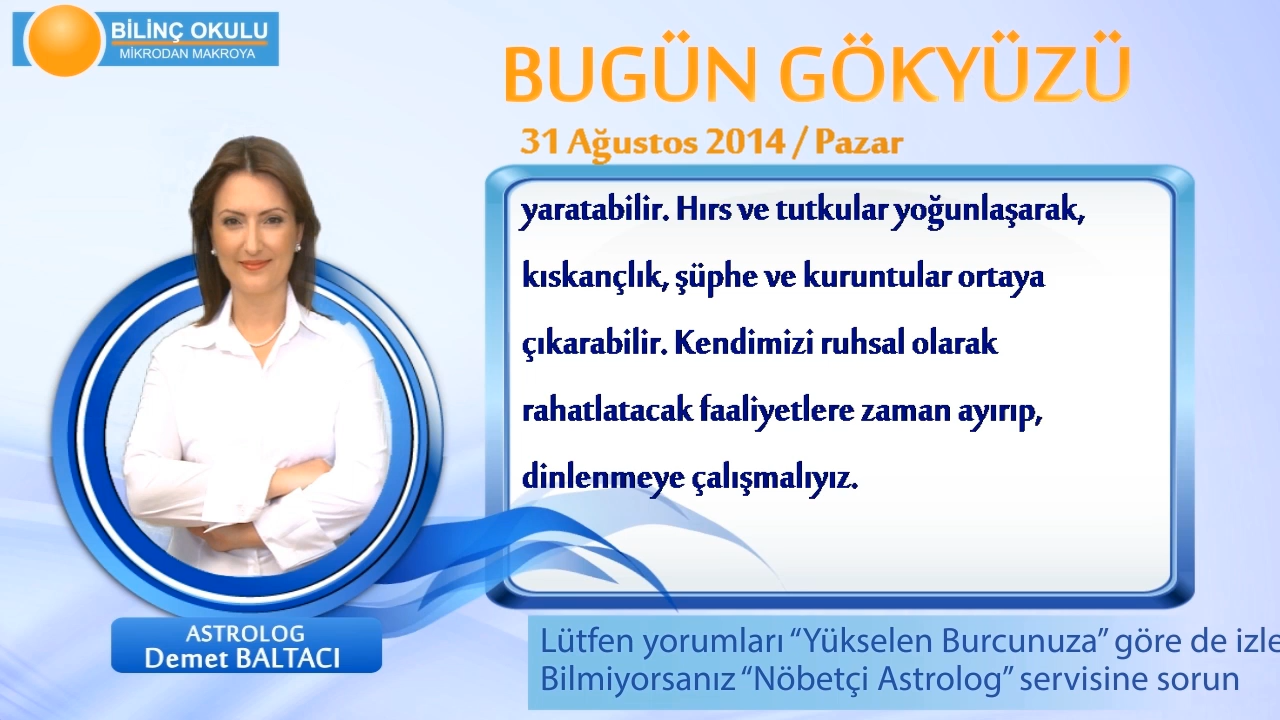 BİLİNÇ OKULU
MİKRODAN MAKROYA
BUGÜN GÖKYÜZÜ
31 Ağustos 2014 / Pazar
yaratabilir. Hırs ve tutkular yoğunlaşarak,
kıskançlık, şüphe ve kuruntular ortaya
çıkarabilir. Kendimizi ruhsal olarak
rahatlatacak faaliyetlere zaman ayırıp,
dinlenmeye çalışmalıyız.
ASTROLOG
Demet BALTACI
Lütfen yorumları “Yükselen Burcunuza” göre de izle
Bilmiyorsanız “Nöbetçi Astrolog” servisine sorun